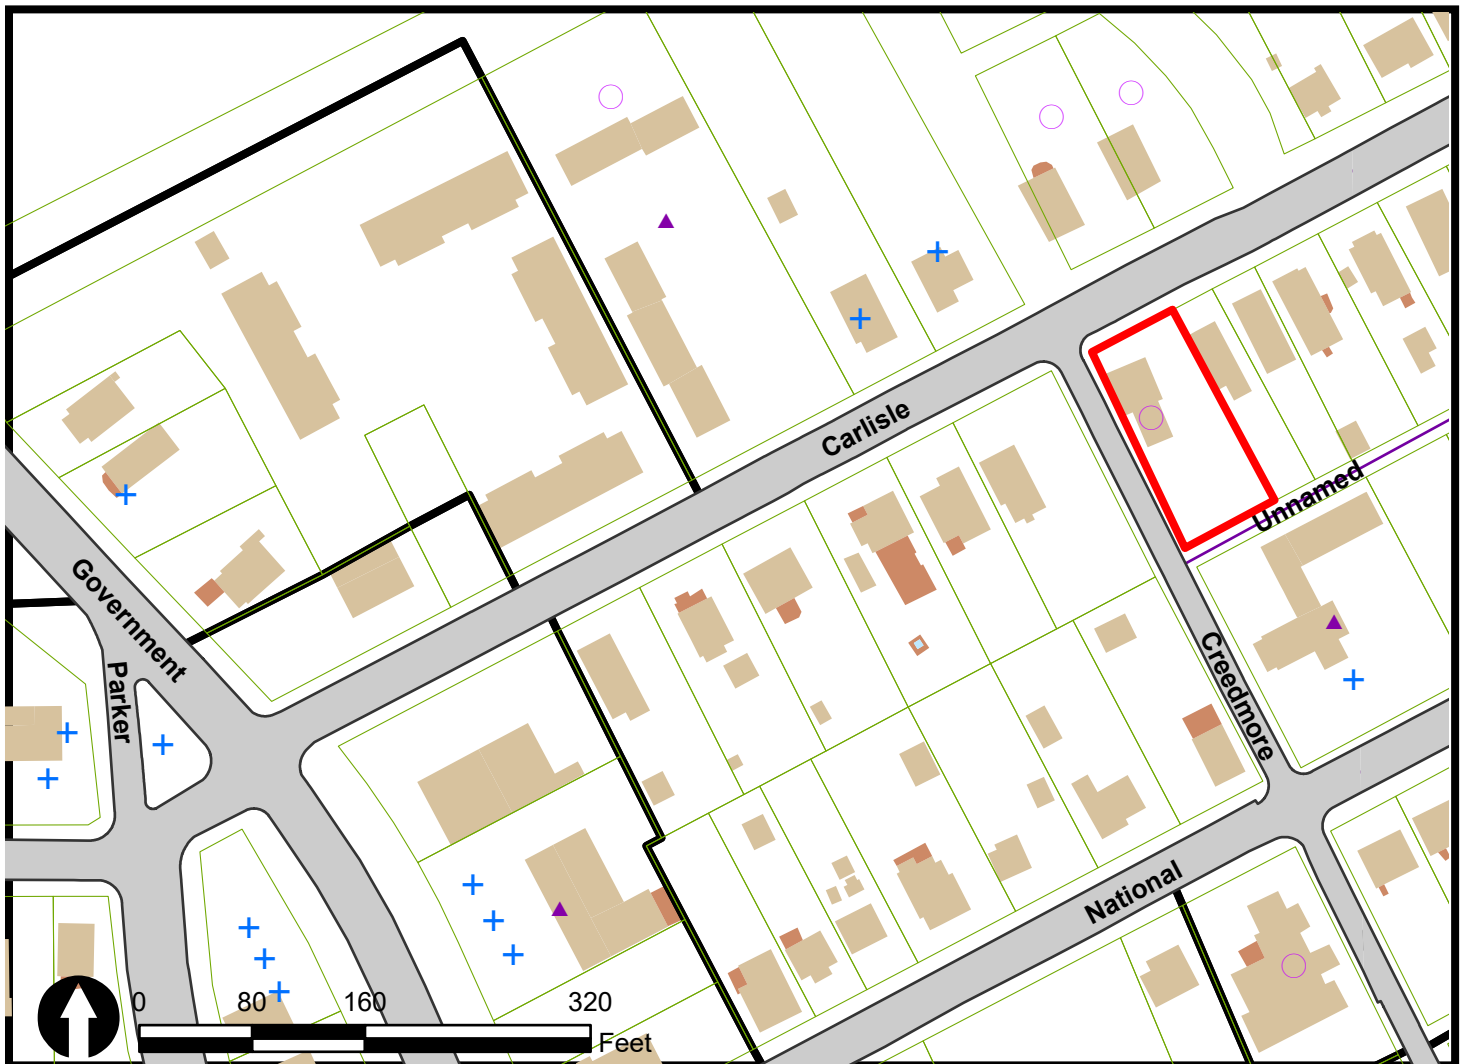 Carlisle
Unnamed
Government
Parker
Creedmore
National
0 80 160 320
Feet